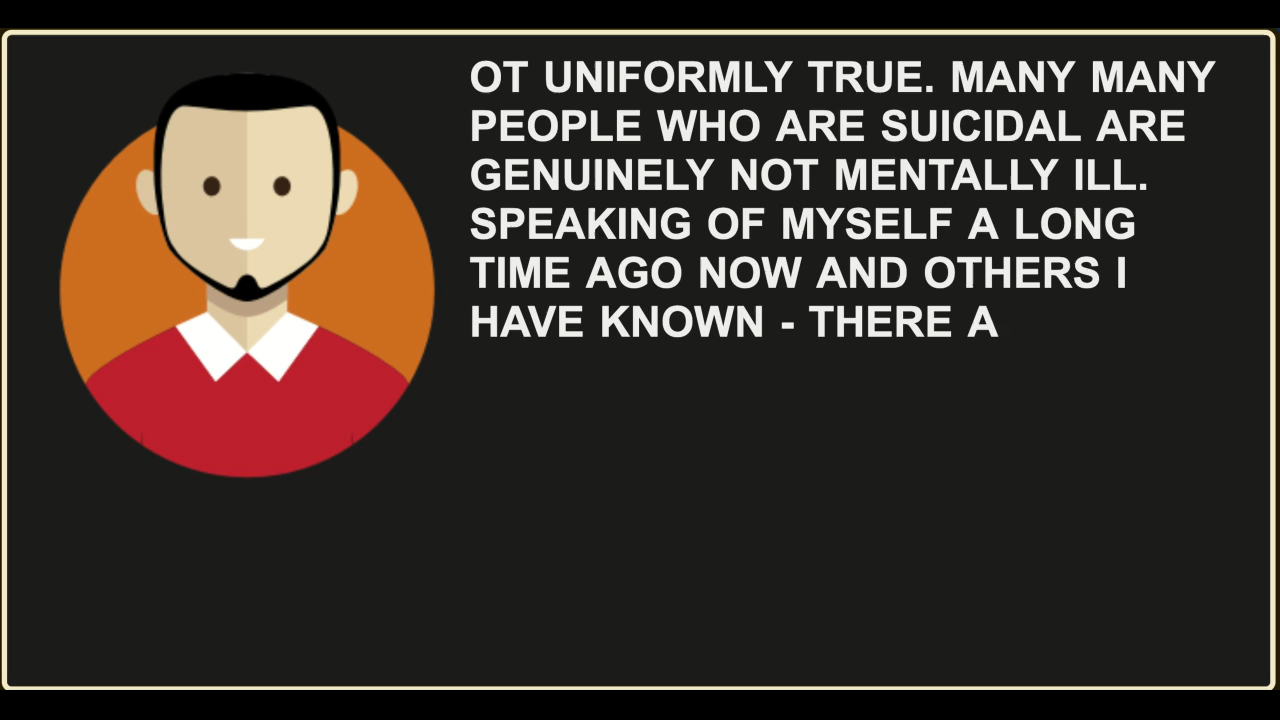 OT UNIFORMLY TRUE. MANY MANY
PEOPLE WHO ARE SUICIDAL ARE
GENUINELY NOT MENTALLY ILL.
SPEAKING OF MYSELF A LONG
TIME AGO NOW AND OTHERS I
HAVE KNOWN - THERE A